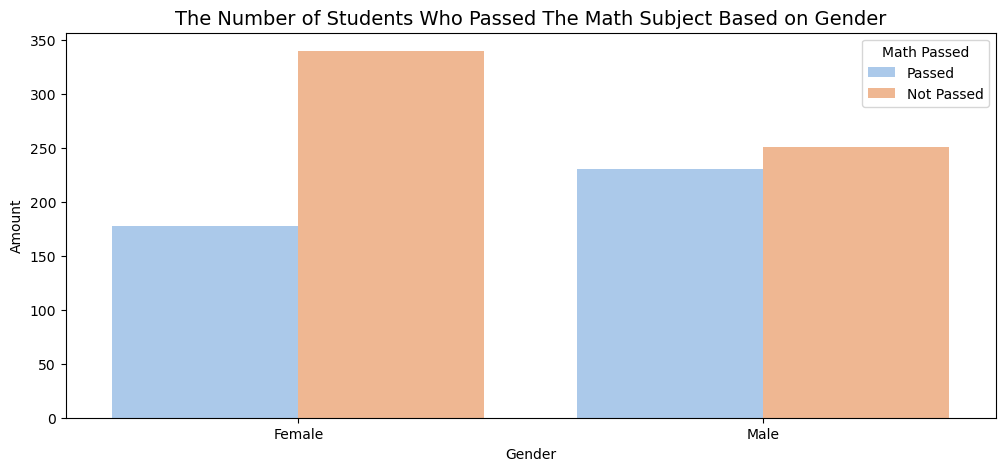 The Number of Students Who Passed The Math Subject Based on Gender
Math Passed
Passed
Not Passed
Amount
350
300
250
200
150
100
50
0
Female
Male
Gender